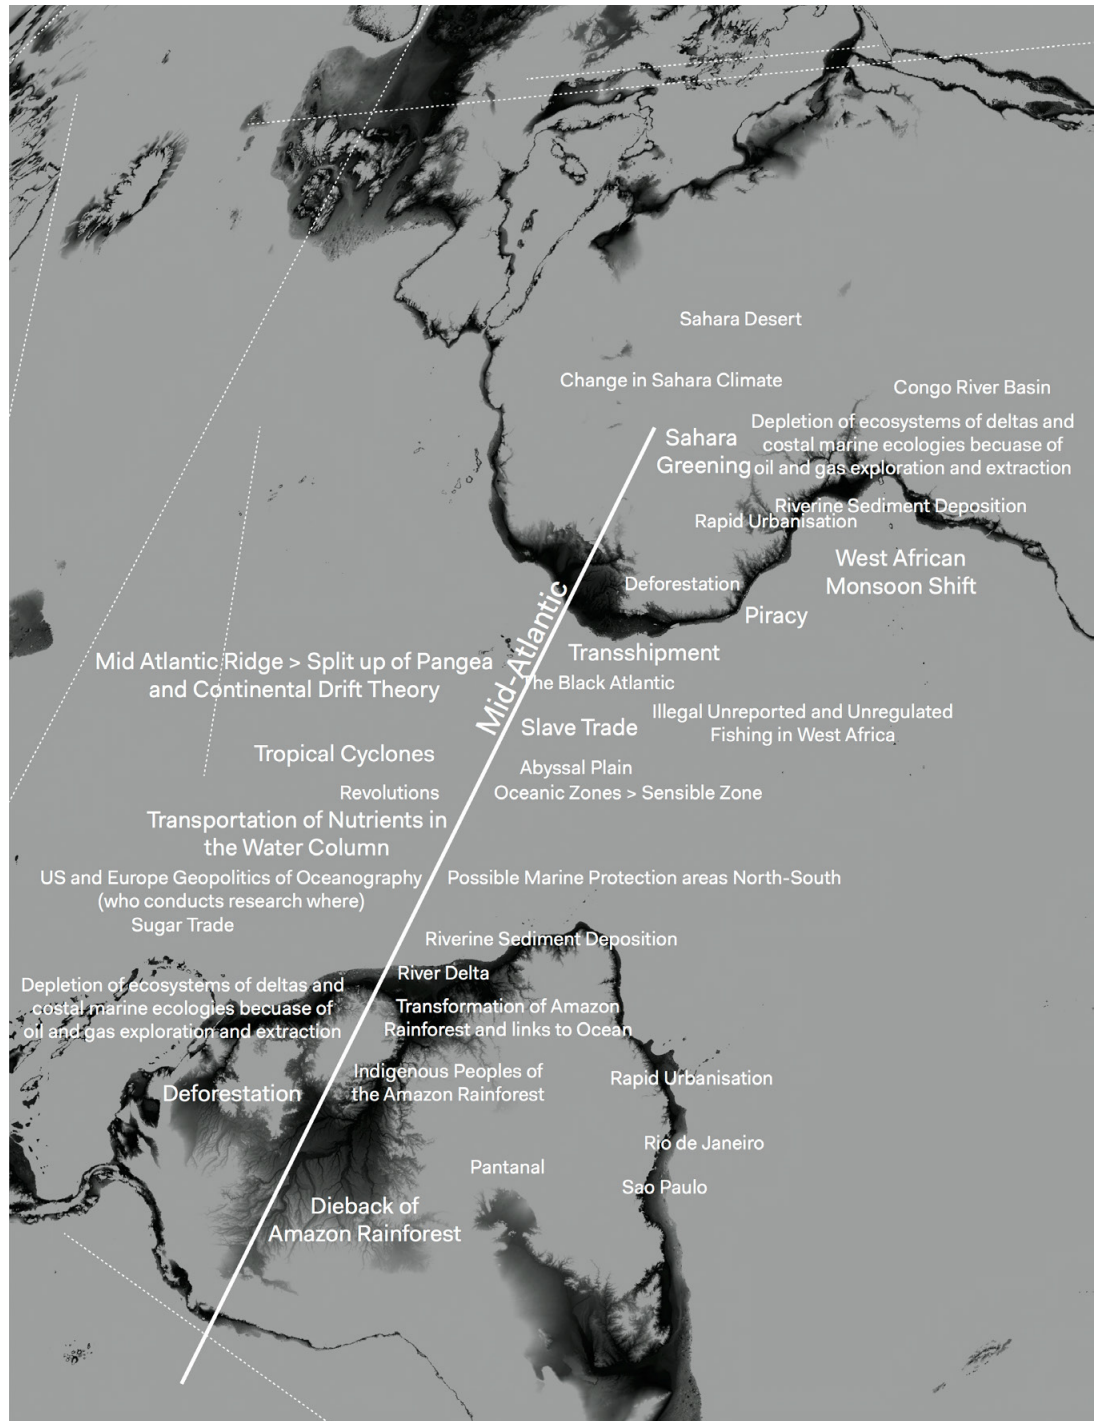 Sahara Desert
Change in Sahara Climate
Congo River Basin
Sahara
Greening
Depletion of ecosystems of deltas and
costal marine ecologies becuase of
oil and gas exploration and extraction
Riverine Sediment Deposition
Rapid Urbanisation
West African
Monsoon Shift
Deforestation
Piracy
Mid-Atlantic
Transshipment
Mid Atlantic Ridge > Split up of Pangea
and Continental Drift Theory
The Black Atlantic
Slave Trade
Illegal Unreported and Unregulated
Fishing in West Africa
Tropical Cyclones
Abyssal Plain
Revolutions
Oceanic Zones > Sensible Zone
Transportation of Nutrients in
the Water Column
US and Europe Geopolitics of Oceanography
(who conducts research where)
Possible Marine Protection areas North-South
Sugar Trade
Riverine Sediment Deposition
River Delta
Depletion of ecosystems of deltas and
costal marine ecologies becuase of
oil and gas exploration and extraction
Transformation of Amazon
Rainforest and links to Ocean
Indigenous Peoples of
the Amazon Rainforest
Deforestation
Rapid Urbanisation
Rio de Janeiro
Pantanal
Sao Paulo
Dieback of
Amazon Rainforest